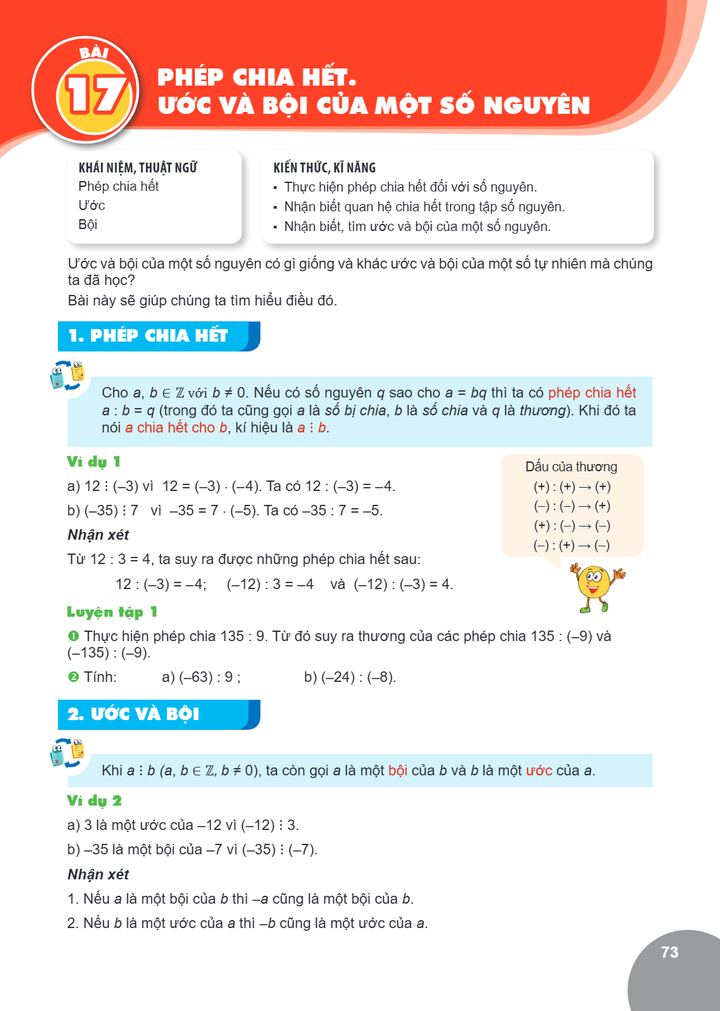 BÀI
17
PHÉP CHIA HẾT.
ƯỚC VÀ BỘI CỦA MỘT SỐ NGUYÊN
KHÁI NIỆM, THUẬT NGỮ
Phép chia hết
Ước
Bội
KIẾN THỨC, KĨ NĂNG
▪ Thực hiện phép chia hết đối với số nguyên.
▪ Nhận biết quan hệ chia hết trong tập số nguyên.
▪ Nhận biết, tìm ước và bội của một số nguyên.
Ước và bội của một số nguyên có gì giống và khác ước và bội của một số tự nhiên mà chúng
ta đã học?
Bài này sẽ giúp chúng ta tìm hiểu điều đó.
1. PHÉP CHIA HẾT
Cho a, b ∈ ℤ với b ≠ 0. Nếu có số nguyên q sao cho a = bq thì ta có phép chia hết
a : b = q (trong đó ta cũng gọi a là số bị chia, b là số chia và q là thương). Khi đó ta
nói a chia hết cho b, kí hiệu là a ⋮ b.
Ví dụ 1
a) 12 ⋮ (–3) vì 12 = (–3) · (–4). Ta có 12 : (–3) = –4.
b) (–35) ⋮ 7 vì –35 = 7 · (–5). Ta có –35 : 7 = –5.
Dấu của thương
(+) : (+) → (+)
(–) : (–) → (+)
(+) : (–) → (–)
(–) : (+) → (–)
Nhận xét
Từ 12 : 3 = 4, ta suy ra được những phép chia hết sau:
12 : (–3) = –4; (–12) : 3 = –4 và (–12) : (–3) = 4.
Luyện tập 1
❶ Thực hiện phép chia 135 : 9. Từ đó suy ra thương của các phép chia 135 : (–9) và
(–135) : (–9).
❷ Tính: a) (–63) : 9 ; b) (–24) : (–8).
2. ƯỚC VÀ BỘI
Khi a ⋮ b (a, b ∈ ℤ, b ≠ 0), ta còn gọi a là một bội của b và b là một ước của a.
Ví dụ 2
a) 3 là một ước của –12 vì (–12) ⋮ 3.
b) –35 là một bội của –7 vì (–35) ⋮ (–7).
Nhận xét
1. Nếu a là một bội của b thì –a cũng là một bội của b.
2. Nếu b là một ước của a thì –b cũng là một ước của a.
73